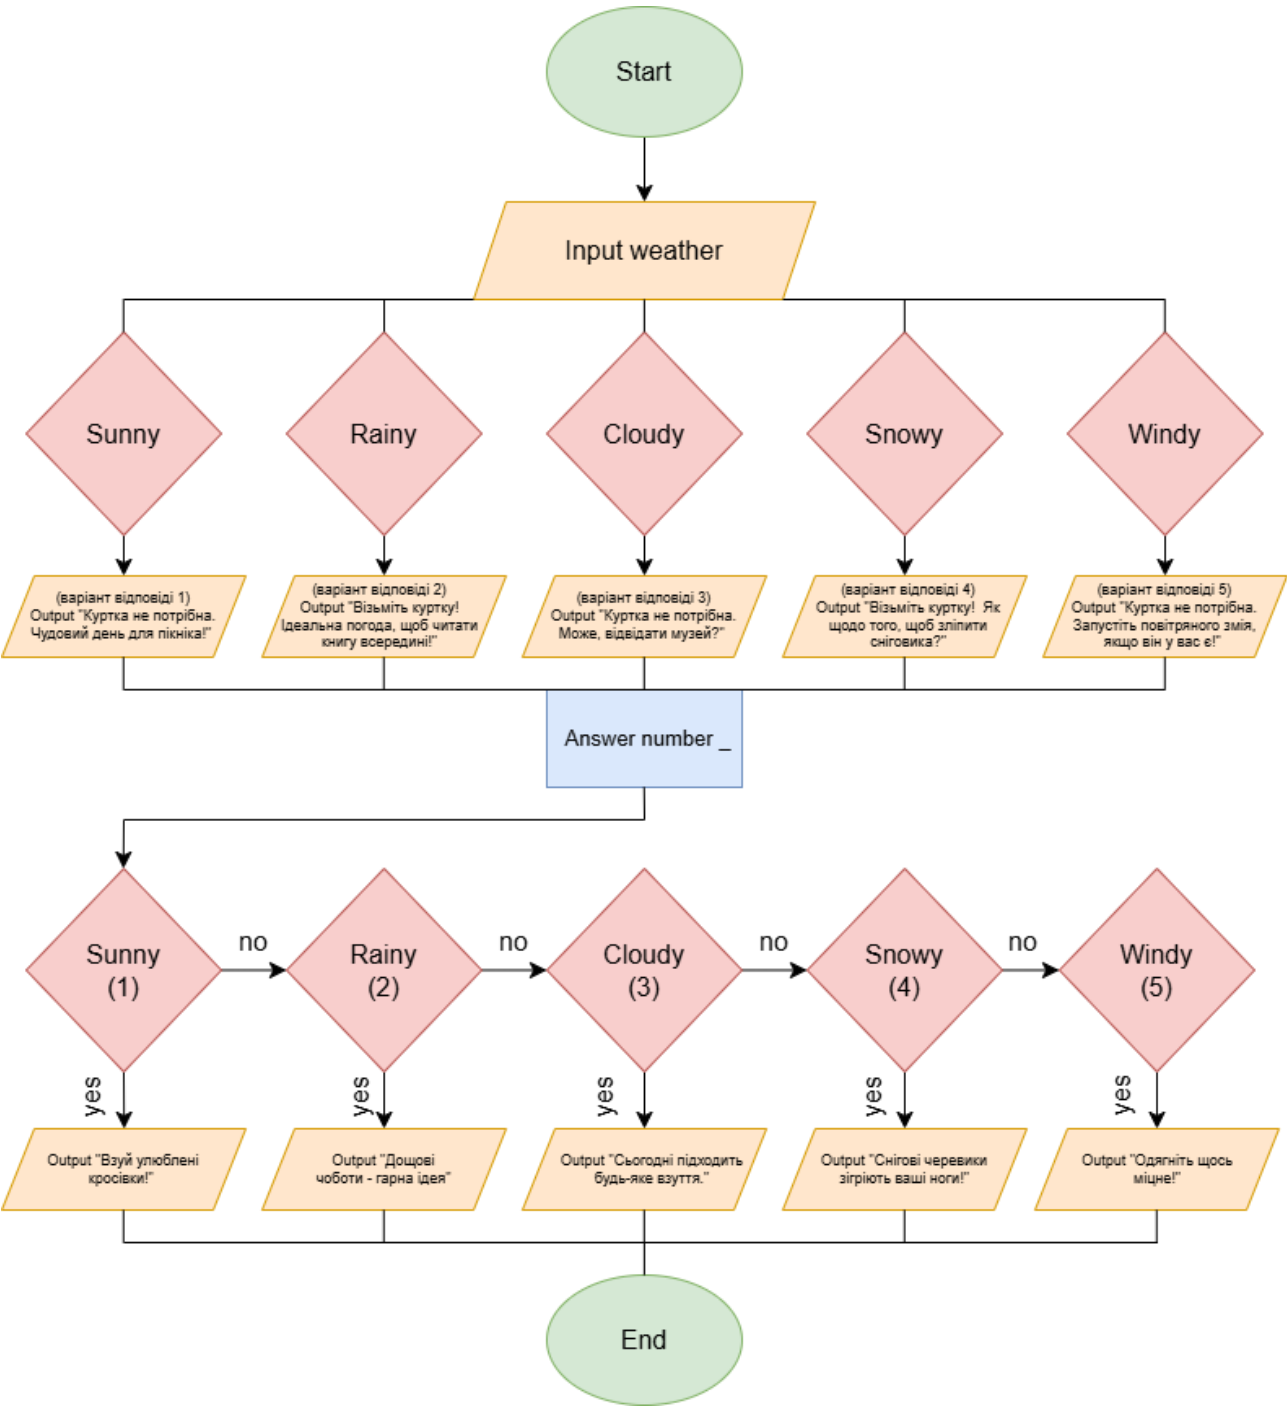 Start
Input weather
Sunny
Rainy
Cloudy
Snowy
Windy
(варіант відповіді 1)
Output "Куртка не потрібна.
Чудовий день для пікніка!"
(варіант відповіді 2)
Output "Візьміть куртку!
Ідеальна погода, щоб читати
книгу всередині!"
(варіант відповіді 3)
Output "Куртка не потрібна.
Може, відвідати музей?"
(варіант відповіді 4)
Output "Візьміть куртку! Як
щодо того, щоб зліпити
сніговика?"
(варіант відповіді 5)
Output "Куртка не потрібна.
Запустіть повітряного змія,
якщо він у вас є!"
Answer number _
Sunny
(1)
no
Rainy
(2)
no
Cloudy
(3)
no
Snowy
(4)
no
Windy
(5)
yes
yes
yes
yes
yes
Output "Взуй улюблені
кросівки!"
Output "Дощові
чоботи - гарна ідея"
Output "Сьогодні підходить
будь-яке взуття."
Output "Снігові черевики
зігріють ваші ноги!"
Output "Одягніть щось
міцне!"
End